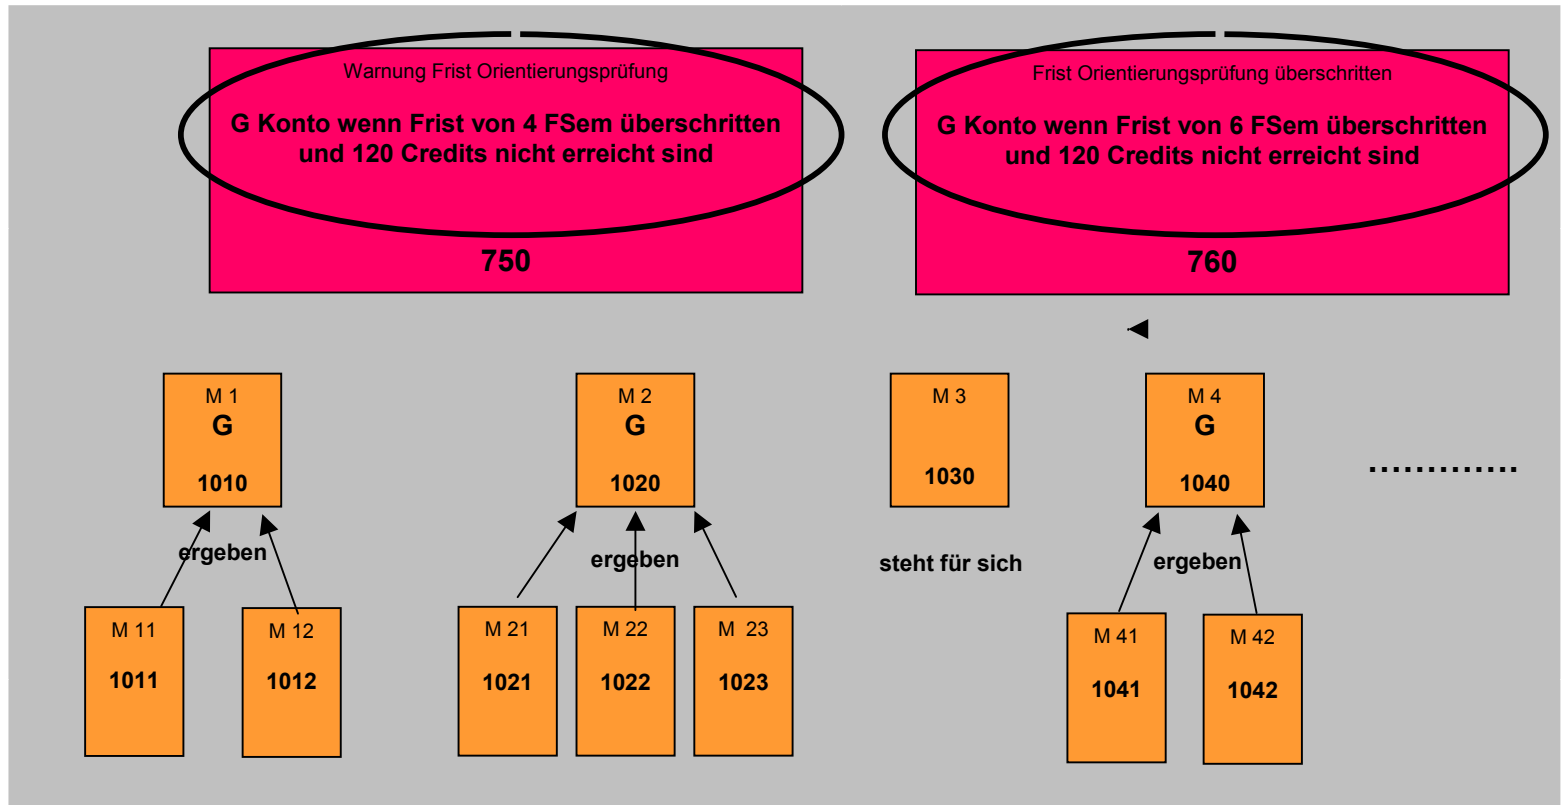 Warnung Frist Orientierungsprüfung
G Konto wenn Frist von 4 FSem überschritten
und 120 Credits nicht erreicht sind
750
Frist Orientierungsprüfung überschritten
G Konto wenn Frist von 6 FSem überschritten
und 120 Credits nicht erreicht sind
760
M 1
G
1010
M 2
G
1020
M 3
1030
M 4
G
1040
.............
ergeben
ergeben
steht für sich
ergeben
M 11
1011
M 12
1012
M 21
1021
M 22
1022
M 23
1023
M 41
1041
M 42
1042